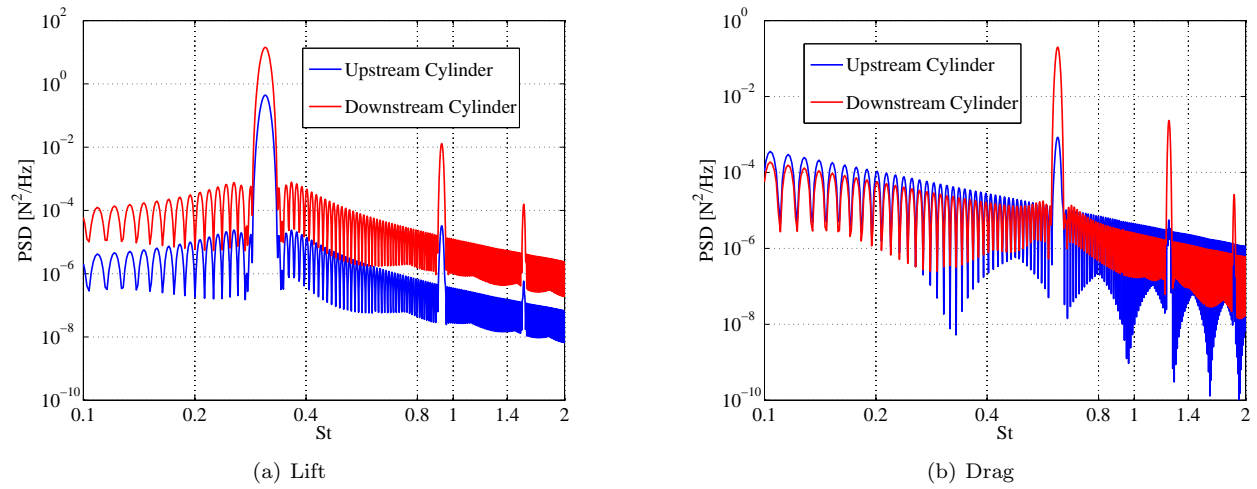 10^2
10^0
10^-2
10^-4
10^-6
10^-8
10^-10
PSD [N^2/Hz]
Upstream Cylinder
Downstream Cylinder
0.1 0.2 0.4 0.8 1 1.4 2
St
(a) Lift
10^0
10^-2
10^-4
10^-6
10^-8
10^-10
PSD [N^2/Hz]
Upstream Cylinder
Downstream Cylinder
0.1 0.2 0.4 0.8 1 1.4 2
St
(b) Drag